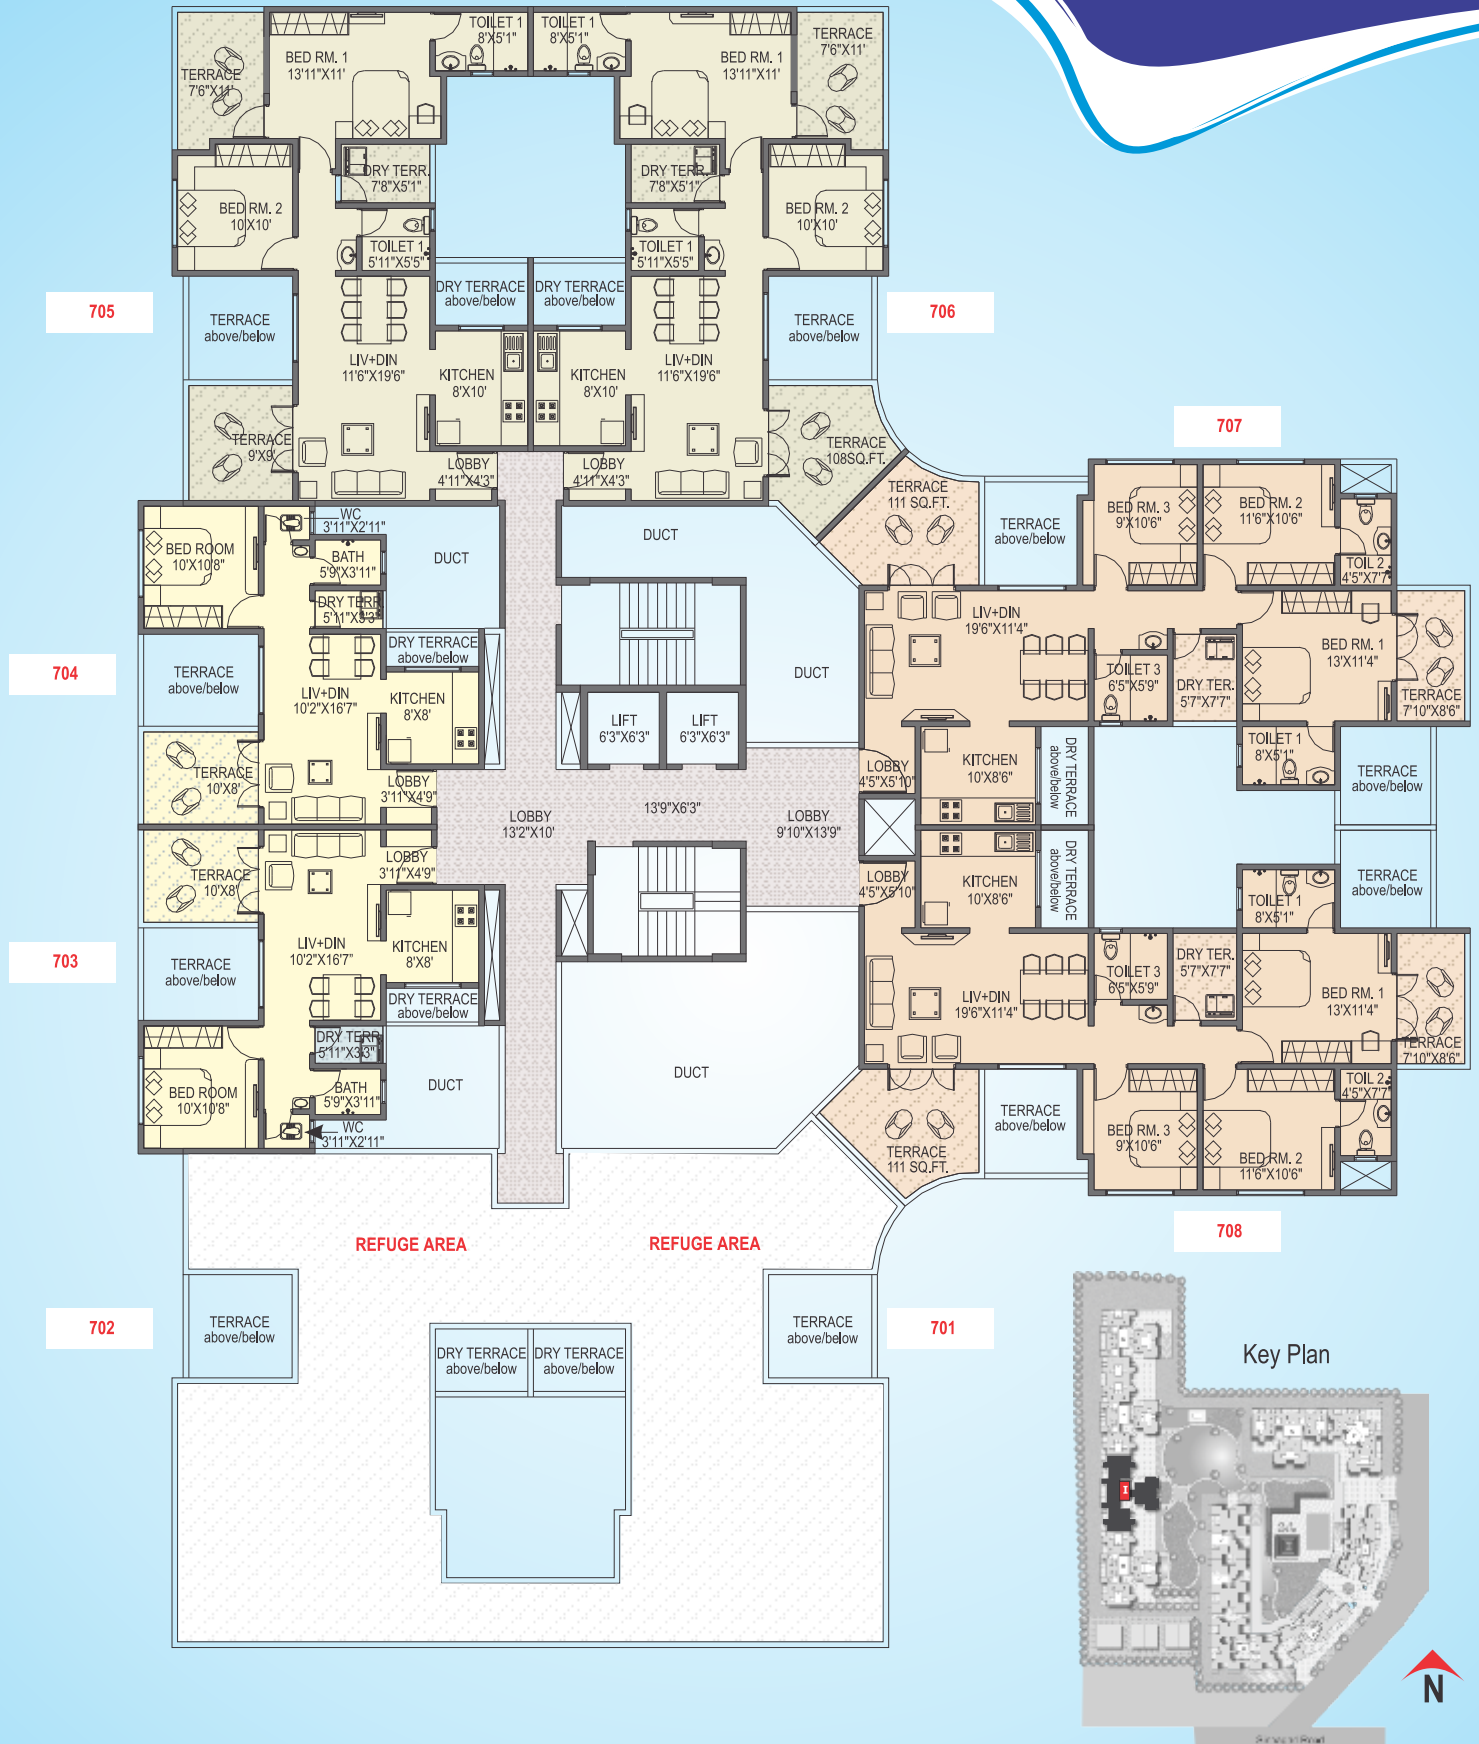 TOILET 1
8'X5'1"
TOILET 1
8'X5'1"
BED RM. 1
13'11"X11'
BED RM. 1
13'11"X11'
TERRACE
7'6"X11'
TERRACE
7'6"X11'
DRY TERR.
7'8"X5'1"
DRY TERR.
7'8"X5'1"
BED RM. 2
10'X10'
BED RM. 2
10'X10'
TOILET 1
5'11"X5'5"
TOILET 1
5'11"X5'5"
DRY TERRACE
above/below
DRY TERRACE
above/below
705
TERRACE
above/below
TERRACE
above/below
706
LIV+DIN
11'6"X19'6"
LIV+DIN
11'6"X19'6"
KITCHEN
8'X10'
KITCHEN
8'X10'
TERRACE
9'X9'
TERRACE
108SQ.FT.
LOBBY
4'11"X4'3"
LOBBY
4'11"X4'3"
707
TERRACE
111 SQ.FT.
TERRACE
above/below
BED RM. 3
9'X10'6"
BED RM. 2
11'6"X10'6"
TOIL 2
4'5"X7'7"
WC
3'11"X2'11"
BED ROOM
10'X10'8"
BATH
5'9"X3'11"
DUCT
DUCT
DRY TERR.
5'11"X3'3"
DRY TERRACE
above/below
704
TERRACE
above/below
LIV+DIN
10'2"X16'7"
KITCHEN
8'X8'
DUCT
LIFT
6'3"X6'3"
LIFT
6'3"X6'3"
LIV+DIN
19'6"X11'4"
TOILET 3
6'5"X5'9"
DRY TER.
5'7"X7'7"
BED RM. 1
13'X11'4"
TERRACE
7'10"X8'6"
TOILET 1
8'X5'1"
TERRACE
10'X8'
LOBBY
3'11"X4'9"
LOBBY
4'5"X5'10"
KITCHEN
10'X8'6"
DRY TERRACE
above/below
TERRACE
above/below
LOBBY
13'2"X10'
13'9"X6'3"
LOBBY
9'10"X13'9"
TERRACE
10'X8'
LOBBY
3'11"X4'9"
LOBBY
4'5"X5'10"
KITCHEN
10'X8'6"
DRY TERRACE
above/below
TERRACE
above/below
703
TERRACE
above/below
LIV+DIN
10'2"X16'7"
KITCHEN
8'X8'
DRY TERRACE
above/below
TOILET 1
8'X5'1"
LIV+DIN
19'6"X11'4"
TOILET 3
6'5"X5'9"
DRY TER.
5'7"X7'7"
BED RM. 1
13'X11'4"
TERRACE
7'10"X8'6"
DRY TERR.
5'11"X3'3"
BED ROOM
10'X10'8"
BATH
5'9"X3'11"
DUCT
DUCT
WC
3'11"X2'11"
TERRACE
111 SQ.FT.
TERRACE
above/below
BED RM. 3
9'X10'6"
BED RM. 2
11'6"X10'6"
TOIL 2
4'5"X7'7"
708
REFUGE AREA
REFUGE AREA
702
TERRACE
above/below
TERRACE
above/below
701
DRY TERRACE
above/below
DRY TERRACE
above/below
Key Plan
I
N